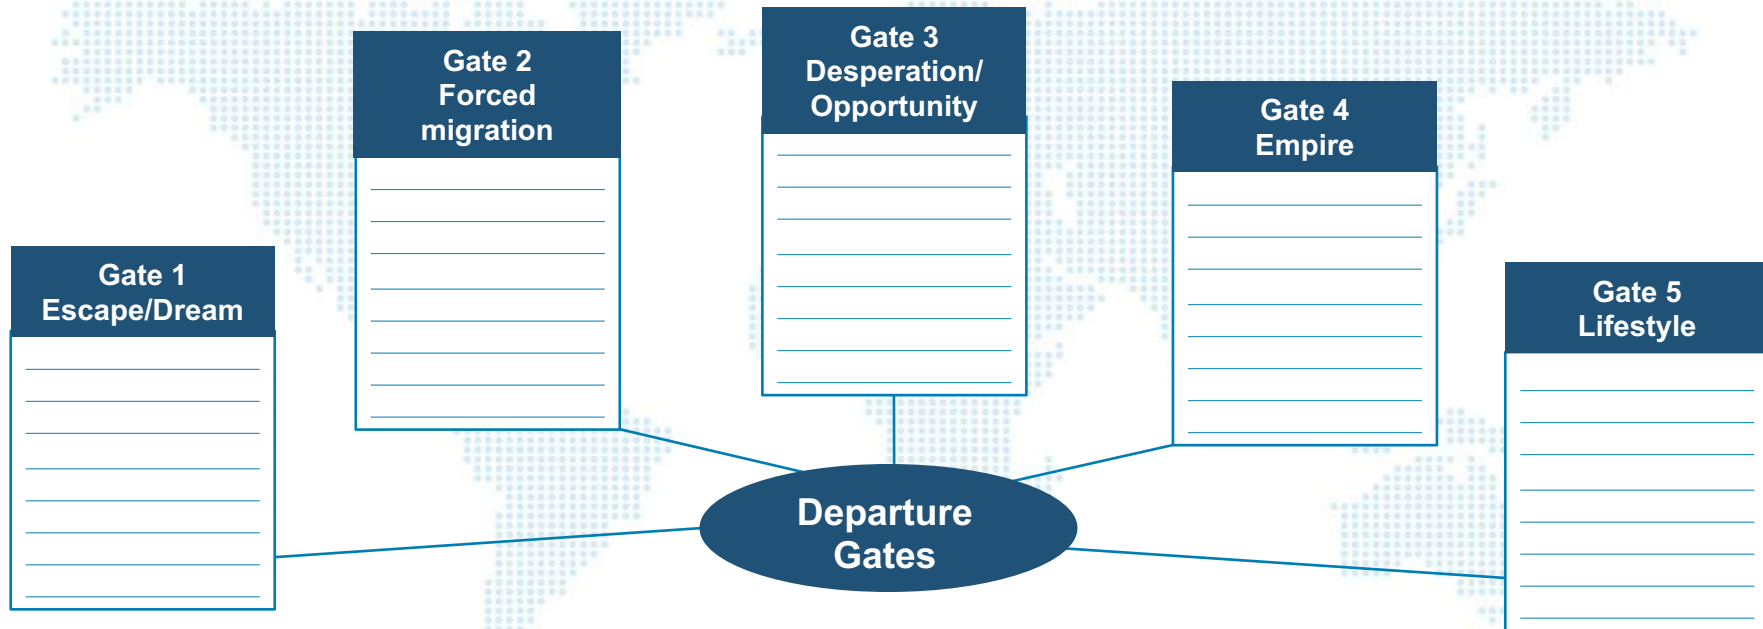 Gate 1
Escape/Dream
Gate 2
Forced
migration
Gate 3
Desperation/
Opportunity
Gate 4
Empire
Gate 5
Lifestyle
Departure
Gates